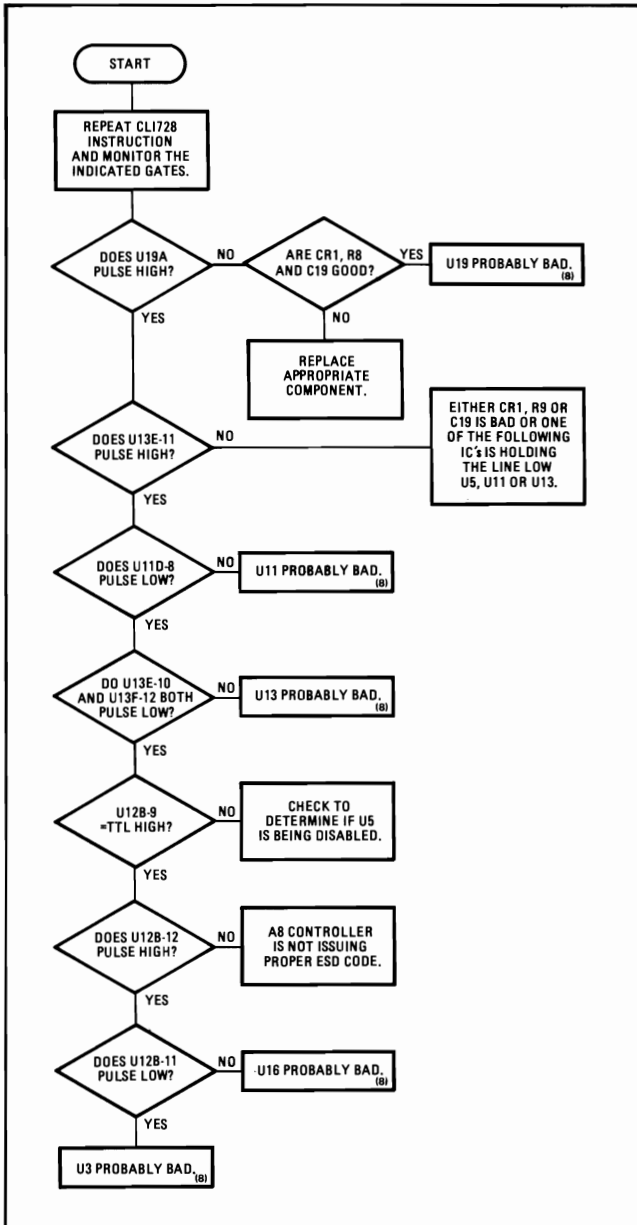 START
REPEAT CLI728
INSTRUCTION
AND MONITOR THE
INDICATED GATES.
DOES U19A
PULSE HIGH?
NO
ARE CR1, R8
AND C19 GOOD?
YES
U19 PROBABLY BAD.
(8)
YES
NO
REPLACE
APPROPRIATE
COMPONENT.
DOES U13E-11
PULSE HIGH?
NO
EITHER CR1, R9 OR
C19 IS BAD OR ONE
OF THE FOLLOWING
IC's IS HOLDING
THE LINE LOW
U5, U11 OR U13.
YES
DOES U11D-8
PULSE LOW?
NO
U11 PROBABLY BAD.
(8)
YES
DO U13E-10
AND U13F-12 BOTH
PULSE LOW?
NO
U13 PROBABLY BAD.
(8)
YES
U12B-9
=TTL HIGH?
NO
CHECK TO
DETERMINE IF U5
IS BEING DISABLED.
YES
DOES U12B-12
PULSE HIGH?
NO
A8 CONTROLLER
IS NOT ISSUING
PROPER ESD CODE.
YES
DOES U12B-11
PULSE LOW?
NO
U16 PROBABLY BAD.
(8)
YES
U3 PROBABLY BAD.
(8)